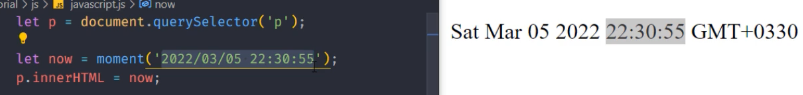 orial > js > javascript.js > now
let p = document.querySelector('p');
let now = moment('2022/03/05 22:30:55');
p.innerHTML = now;
Sat Mar 05 2022 22:30:55 GMT+0330